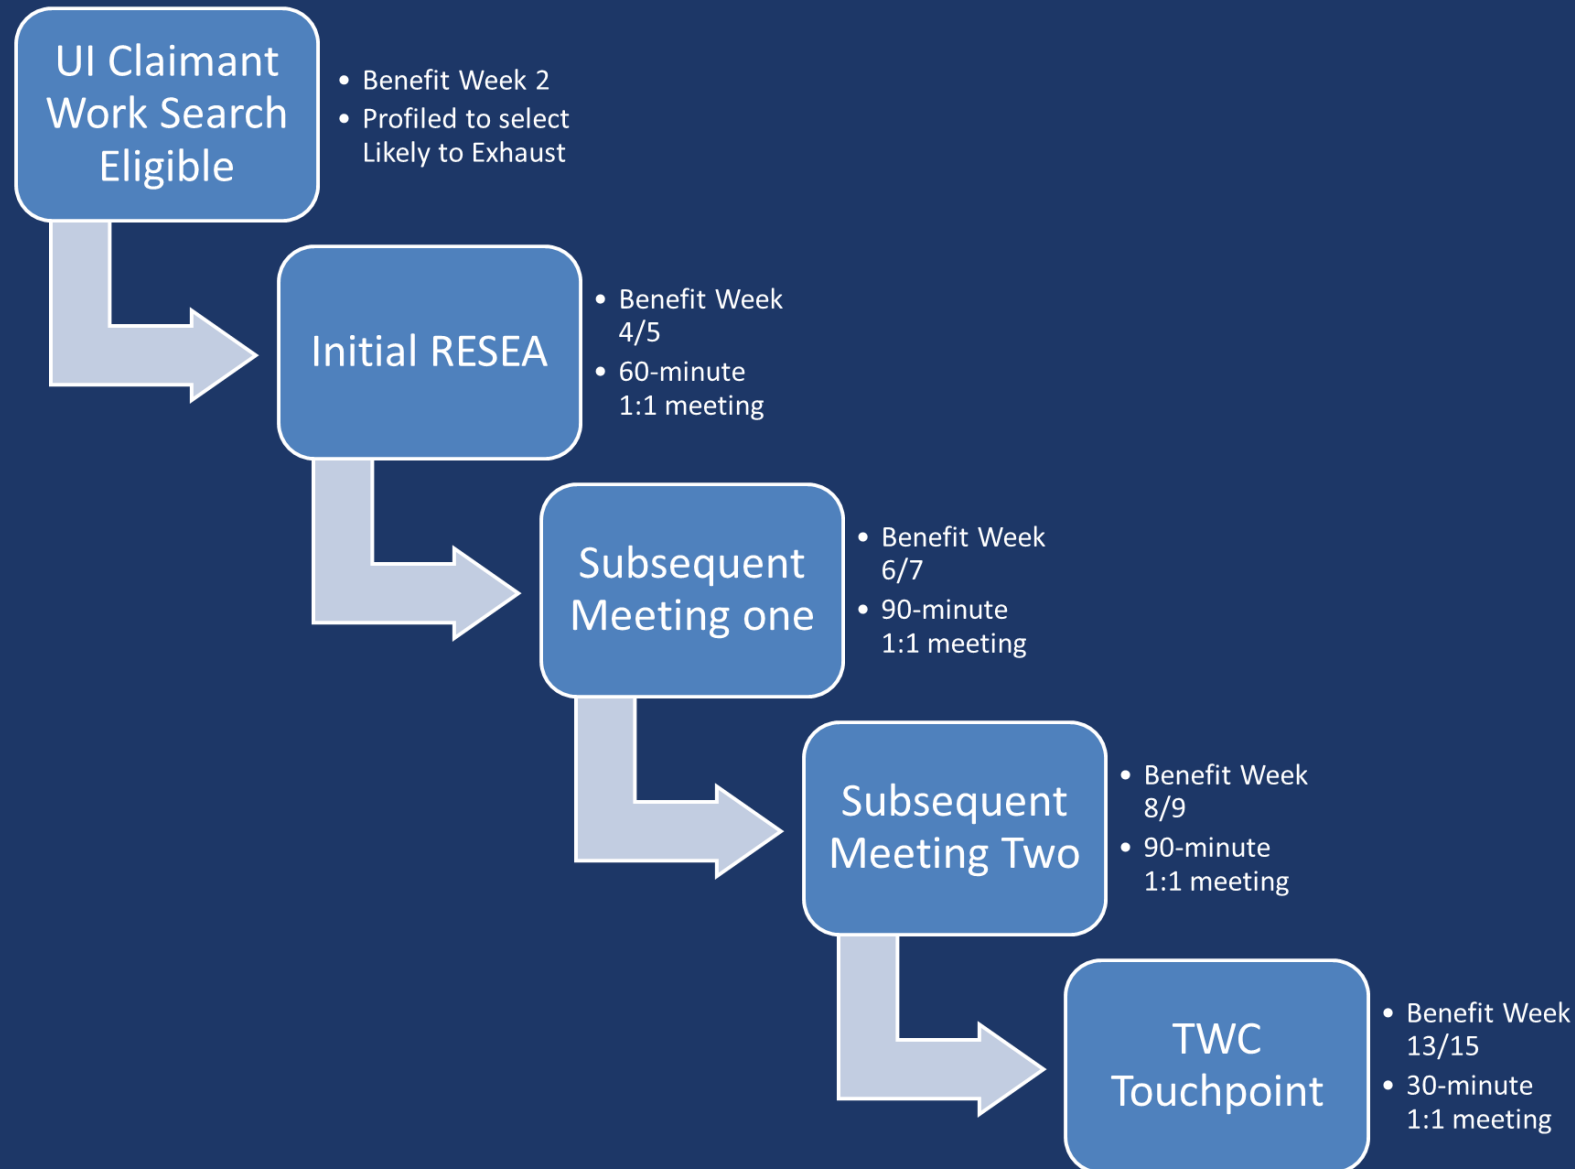 UI Claimant
Work Search
Eligible
• Benefit Week 2
• Profiled to select
Likely to Exhaust
Initial RESEA
• Benefit Week
4/5
• 60-minute
1:1 meeting
Subsequent
Meeting one
• Benefit Week
6/7
• 90-minute
1:1 meeting
Subsequent
Meeting Two
• Benefit Week
8/9
• 90-minute
1:1 meeting
TWC
Touchpoint
• Benefit Week
13/15
• 30-minute
1:1 meeting